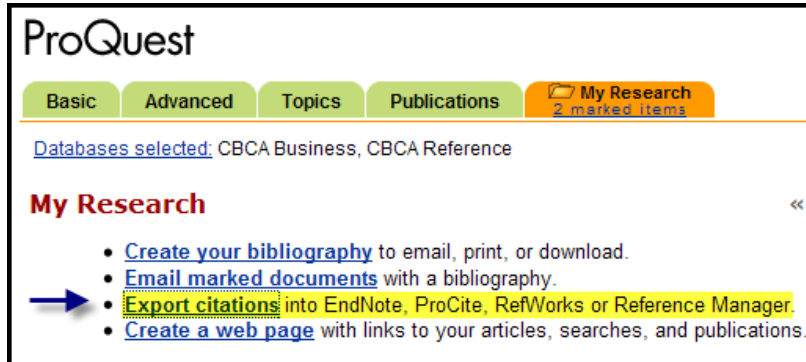 ProQuest
Basic Advanced Topics Publications My Research
2 marked items
Databases selected: CBCA Business, CBCA Reference
My Research «
• Create your bibliography to email, print, or download.
• Email marked documents with a bibliography.
• Export citations into EndNote, ProCite, RefWorks or Reference Manager.
• Create a web page with links to your articles, searches, and publications.